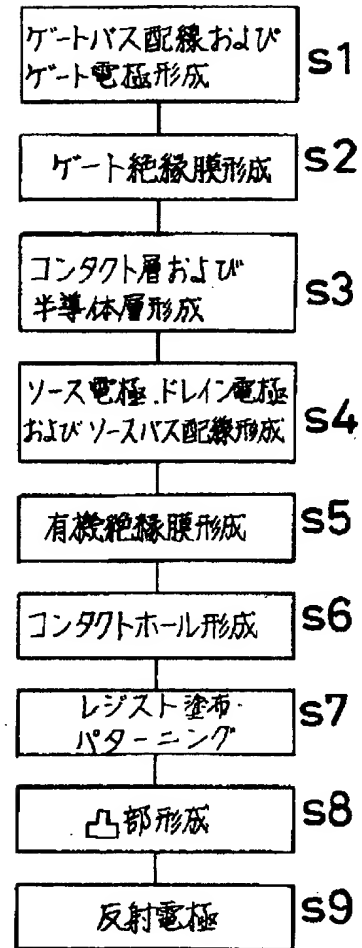 ゲートバス配線および
ゲート電極形成
s1
ゲート絶縁膜形成
s2
コンタクト層および
半導体層形成
s3
ソース電極.ドレイン電極
およびソースバス配線形成
s4
有機絶縁膜形成
s5
コンタクトホール形成
s6
レジスト塗布・
パターニング
s7
凸部形成
s8
反射電極
s9